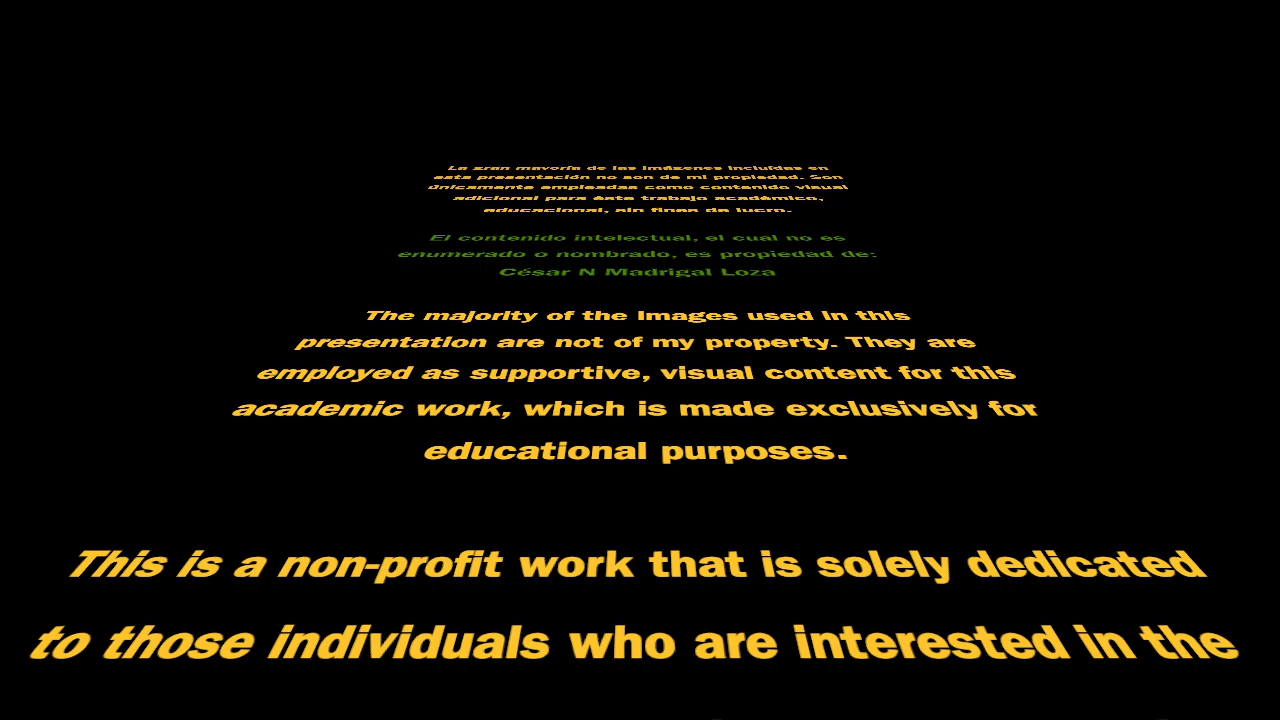 La gran mayoría de las imágenes incluídas en
esta presentación no son de mi propiedad. Son
únicamente empleadas como contenido visual
adicional para éste trabajo académico,
educacional, sin fines de lucro.
El contenido intelectual, el cual no es
enumerado o nombrado, es propiedad de:
César N Madrigal Loza
The majority of the images used in this
presentation are not of my property. They are
employed as supportive, visual content for this
academic work, which is made exclusively for
educational purposes.
This is a non-profit work that is solely dedicated
to those individuals who are interested in the